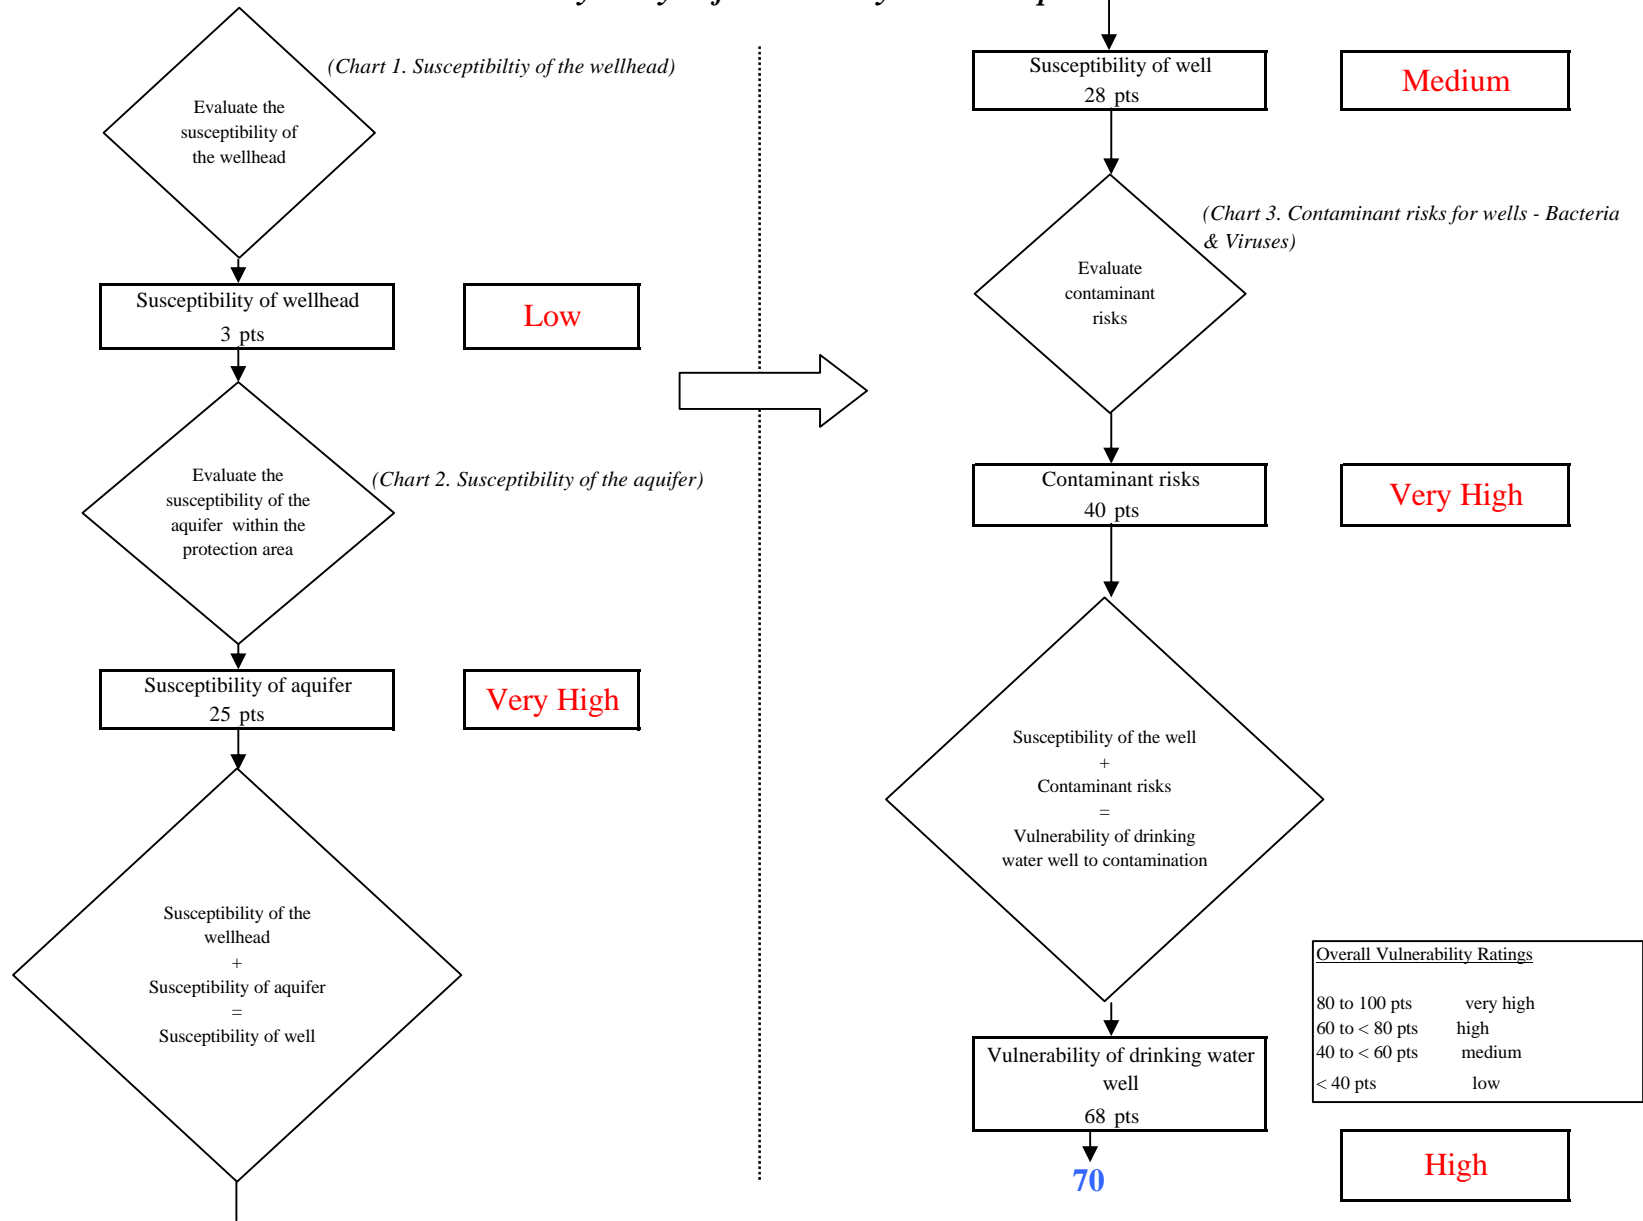 (Chart 1. Susceptibiltiy of the wellhead)
Evaluate the
susceptibility of
the wellhead
Susceptibility of wellhead
3 pts
Low
Evaluate the
susceptibility of the
aquifer within the
protection area
(Chart 2. Susceptibility of the aquifer)
Susceptibility of aquifer
25 pts
Very High
Susceptibility of the
wellhead
+
Susceptibility of aquifer
=
Susceptibility of well
Susceptibility of well
28 pts
Medium
(Chart 3. Contaminant risks for wells - Bacteria
& Viruses)
Evaluate
contaminant
risks
Contaminant risks
40 pts
Very High
Susceptibility of the well
+
Contaminant risks
=
Vulnerability of drinking
water well to contamination
Overall Vulnerability Ratings
80 to 100 pts very high
60 to < 80 pts high
40 to < 60 pts medium
< 40 pts low
Vulnerability of drinking water
well
68 pts
70
High